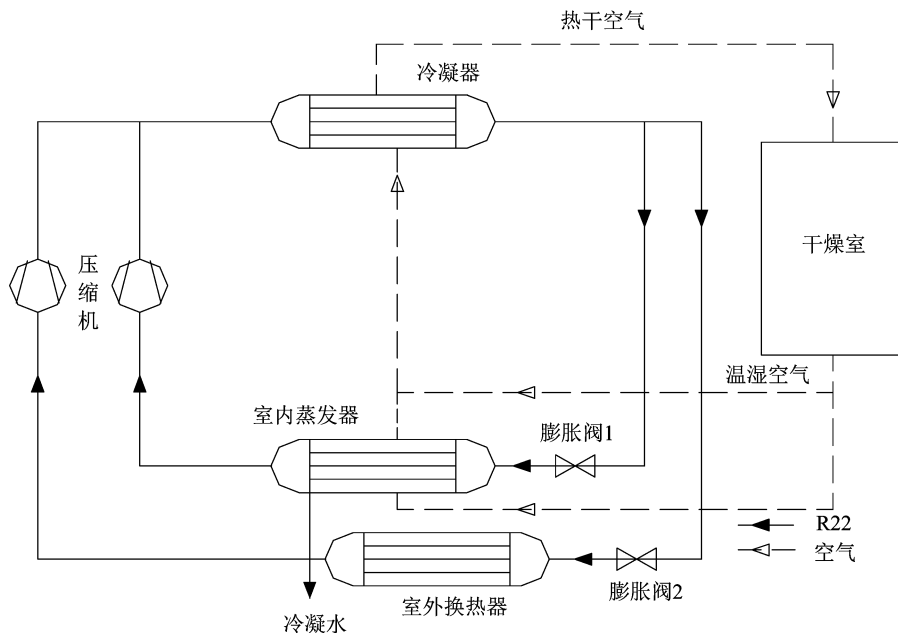 热干空气
冷凝器
干燥室
压
缩
机
温湿空气
室内蒸发器
膨胀阀1
R22
空气
膨胀阀2
室外换热器
冷凝水